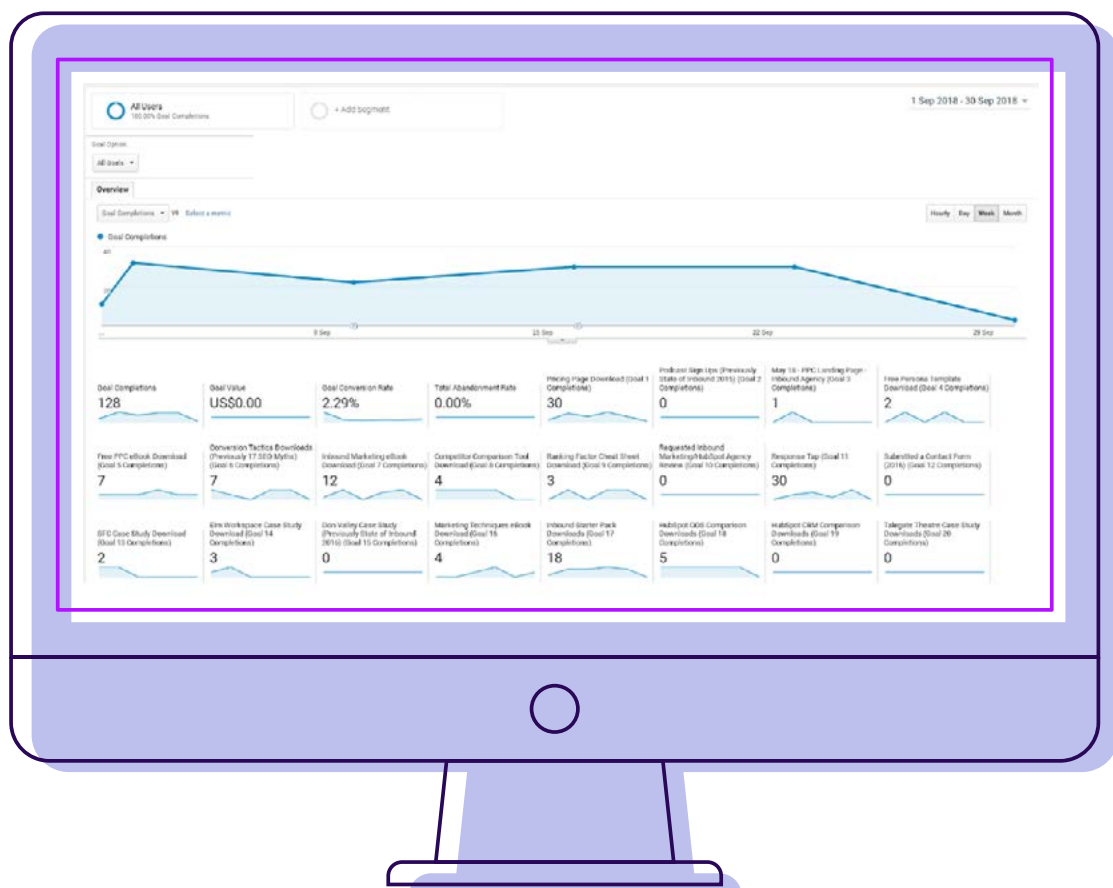 All Users
100.00% Goal Completions
+ Add Segment
1 Sep 2018 - 30 Sep 2018
Goal Option:
All Goals
Overview
Goal Completions VS Select a metric
Hourly Day Week Month
Goal Completions
40
20
...
8 Sep
15 Sep
22 Sep
29 Sep
Goal Completions
128
Goal Value
US$0.00
Goal Conversion Rate
2.29%
Total Abandonment Rate
0.00%
Pricing Page Download (Goal 1
Completions)
30
Podcast Sign Ups (Previously
State of Inbound 2015) (Goal 2
Completions)
0
May 18 - PPC Landing Page -
Inbound Agency (Goal 3
Completions)
1
Free Persona Template
Download (Goal 4 Completions)
2
Free PPC eBook Download
(Goal 5 Completions)
7
Conversion Tactics Downloads
(Previously 17 SEO Myths)
(Goal 6 Completions)
7
Inbound Marketing eBook
Download (Goal 7 Completions)
12
Competitor Comparison Tool
Download (Goal 8 Completions)
4
Ranking Factor Cheat Sheet
Download (Goal 9 Completions)
3
Requested Inbound
Marketing/HubSpot Agency
Review (Goal 10 Completions)
0
Response Tap (Goal 11
Completions)
30
Submitted a Contact Form
(2016) (Goal 12 Completions)
0
Case Study Download
(Goal 13 Completions)
2
Workspace Case Study
Download (Goal 14
Completions)
3
Don Valley Case Study
(Previously State of Inbound
2016) (Goal 15 Completions)
0
Marketing Techniques eBook
Download (Goal 16
Completions)
4
Inbound Starter Pack
Downloads (Goal 17
Completions)
18
HubSpot COS Comparison
Downloads (Goal 18
Completions)
5
HubSpot CRM Comparison
Downloads (Goal 19
Completions)
0
Theatre Case Study
Downloads (Goal 20
Completions)
0